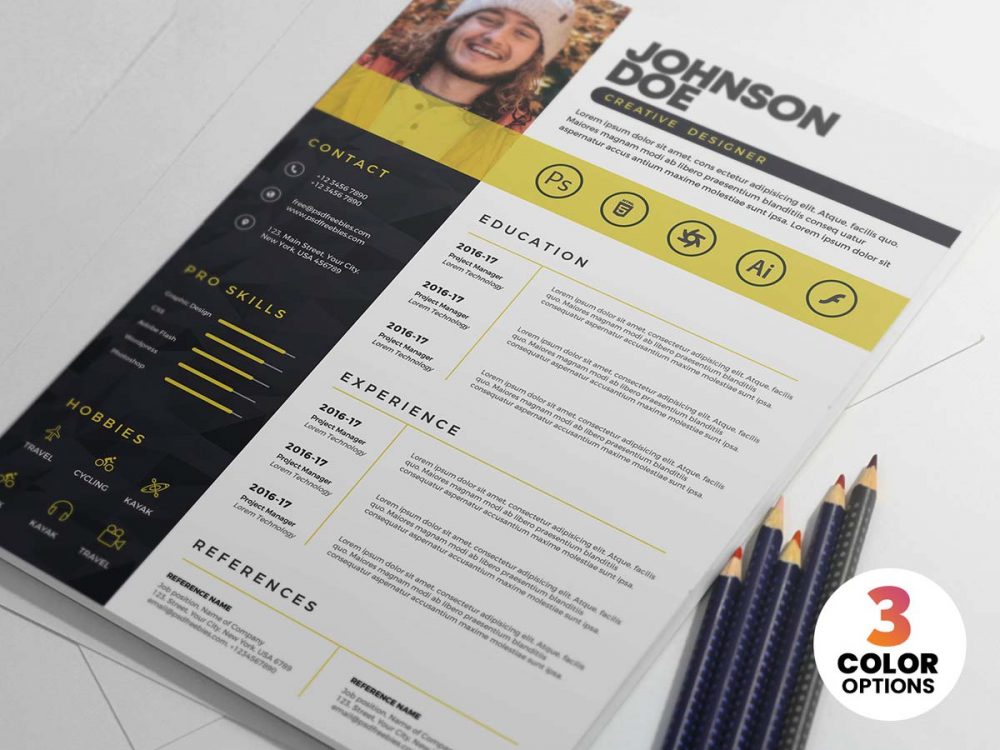 JOHNSON
DOE
CREATIVE DESIGNER
Lorem ipsum dolor sit amet, cons ectetur adipisicing elit. Atque, facilis quo.
Maiores magnam modi ab libero praesentium blanditiis conseq uatur
aspernatur accus antium maxime molestiae sunt ipsa. Lorem ipsum dolor sit
Ps
Ai
CONTACT
+12 3456 7890
+12 3456 7890
free@psdfreebies.com
www.psdfreebies.com
123, Main Street, Your City,
New York, USA 456789
PRO SKILLS
Graphic Design
CSS
Adobe Flash
Wordpress
Photoshop
HOBBIES
TRAVEL
CYCLING
KAYAK
KAYAK
TRAVEL
EDUCATION
2016-17
Project Manager
Lorem Technology
Lorem ipsum dolor sit amet, consectetur adipisicing elit. Atque, facilis
quo. Maiores magnam modi ab libero praesentium blanditiis
consequatur aspernatur accusantium maxime molestiae sunt ipsa.
2016-17
Project Manager
Lorem Technology
Lorem ipsum dolor sit amet, consectetur adipisicing elit. Atque, facilis
quo. Maiores magnam modi ab libero praesentium blanditiis
consequatur aspernatur accusantium maxime molestiae sunt ipsa.
2016-17
Project Manager
Lorem Technology
Lorem ipsum dolor sit amet, consectetur adipisicing elit. Atque, facilis
quo. Maiores magnam modi ab libero praesentium blanditiis
consequatur aspernatur accusantium maxime molestiae sunt ipsa.
EXPERIENCE
2016-17
Project Manager
Lorem Technology
Lorem ipsum dolor sit amet, consectetur adipisicing elit. Atque, facilis
quo. Maiores magnam modi ab libero praesentium blanditiis
consequatur aspernatur accusantium maxime molestiae sunt ipsa.
2016-17
Project Manager
Lorem Technology
Lorem ipsum dolor sit amet, consectetur adipisicing elit. Atque, facilis
quo. Maiores magnam modi ab libero praesentium blanditiis
consequatur aspernatur accusantium maxime molestiae sunt ipsa.
2016-17
Project Manager
Lorem Technology
Lorem ipsum dolor sit amet, consectetur adipisicing elit. Atque, facilis
quo. Maiores magnam modi ab libero praesentium blanditiis
consequatur aspernatur accusantium maxime molestiae sunt ipsa.
REFERENCES
REFERENCE NAME
Job position, Name of Company
123, Street, Your City, New York, USA 6789
email@psdfreebies.com, +1234567890
REFERENCE NAME
Job position, Name of
123, Street, Your City,
email@psdfreebies
3
COLOR
OPTIONS